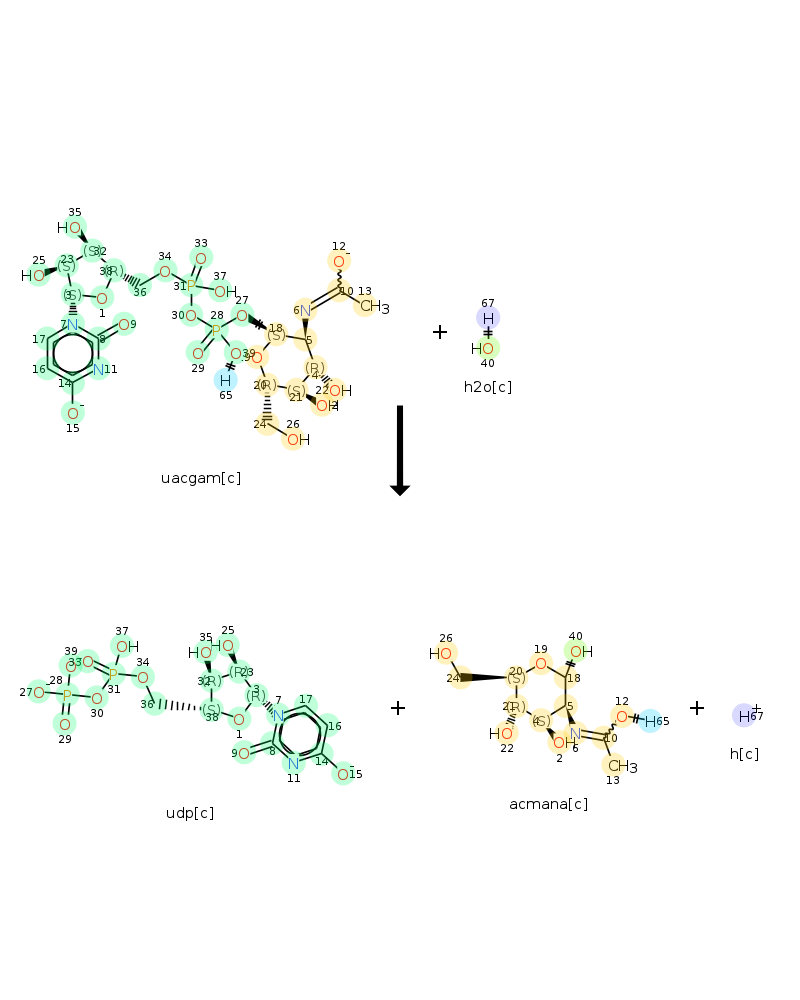 35
HO
(S) 32
25 23 (S) 38 (R)
HO
3 (S) O 1
36
34 O
33 O
31 P
37 OH
30 O
28 P
27 O
29 O
O 39
H
65
7 N
17
8
O 9
16
N 11
14
O-
15
12
O-
10
13
CH3
6 N
18 (S)
5
19 O
(R) 4
20 (R)
22 OH
(S) 21
OH 2
24
26
OH
+
67
H
HO
40
h2o[c]
uacgam[c]
37
OH
39 O
33 O
34 O
27 O-
28 P
31 P
30 O
29 O
36
35
HO
25
HO
(R) 23
32 (R)
(R) 3
(S) 38
O 1
7 N
17
16
8
9 O
N 11
14
O-
15
udp[c]
+
26
HO
24
19 O
20 (S)
40
OH
18
21 (R)
5
(S) 4
HO
22
OH 2
N 6
12 O
H 65
10
CH3
13
acmana[c]
+
H+
67
h[c]